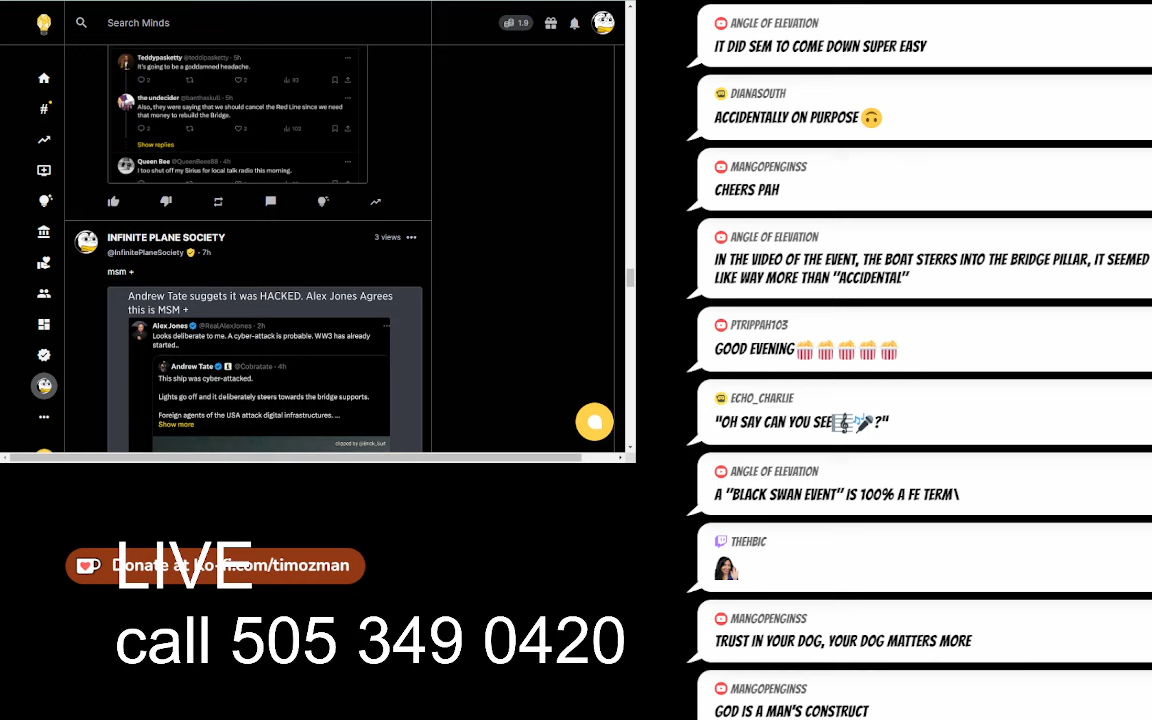 Search Minds
1.9
Teddypasketty @teddipasketty · 5h
It's going to be a goddamned headache.
2
2
93
the undecider @banthaskull · 5h
Also, they were saying that we should cancel the Red Line since we need
that money to rebuild the Bridge.
2
2
102
Show replies
Queen Bee @QueenBeee88 · 4h
I too shut off my Sirius for local talk radio this morning.
INFINITE PLANE SOCIETY
3 views
@InfinitePlaneSociety · 7h
msm +
Andrew Tate suggets it was HACKED. Alex Jones Agrees
this is MSM +
Alex Jones @RealAlexJones · 2h
Looks deliberate to me. A cyber-attack is probable. WW3 has already
started..
Andrew Tate @Cobratate · 4h
This ship was cyber-attacked.
Lights go off and it deliberately steers towards the bridge supports.
Foreign agents of the USA attack digital infrastructures. ...
Show more
LIVE
Donate at ko-fi.com/timozman
call 505 349 0420
ANGLE OF ELEVATION
IT DID SEM TO COME DOWN SUPER EASY
DIANASOUTH
ACCIDENTALLY ON PURPOSE 🙃
MANGOPENGINSS
CHEERS PAH
ANGLE OF ELEVATION
IN THE VIDEO OF THE EVENT, THE BOAT STERRS INTO THE BRIDGE PILLAR, IT SEEMED
LIKE WAY MORE THAN "ACCIDENTAL"
PTRIPPAH103
GOOD EVENING🍿🍿🍿🍿🍿
ECHO_CHARLIE
"OH SAY CAN YOU SEE🎼🎤?"
ANGLE OF ELEVATION
A "BLACK SWAN EVENT" IS 100% A FE TERM\
THEHBIC
MANGOPENGINSS
TRUST IN YOUR DOG, YOUR DOG MATTERS MORE
MANGOPENGINSS
GOD IS A MAN'S CONSTRUCT